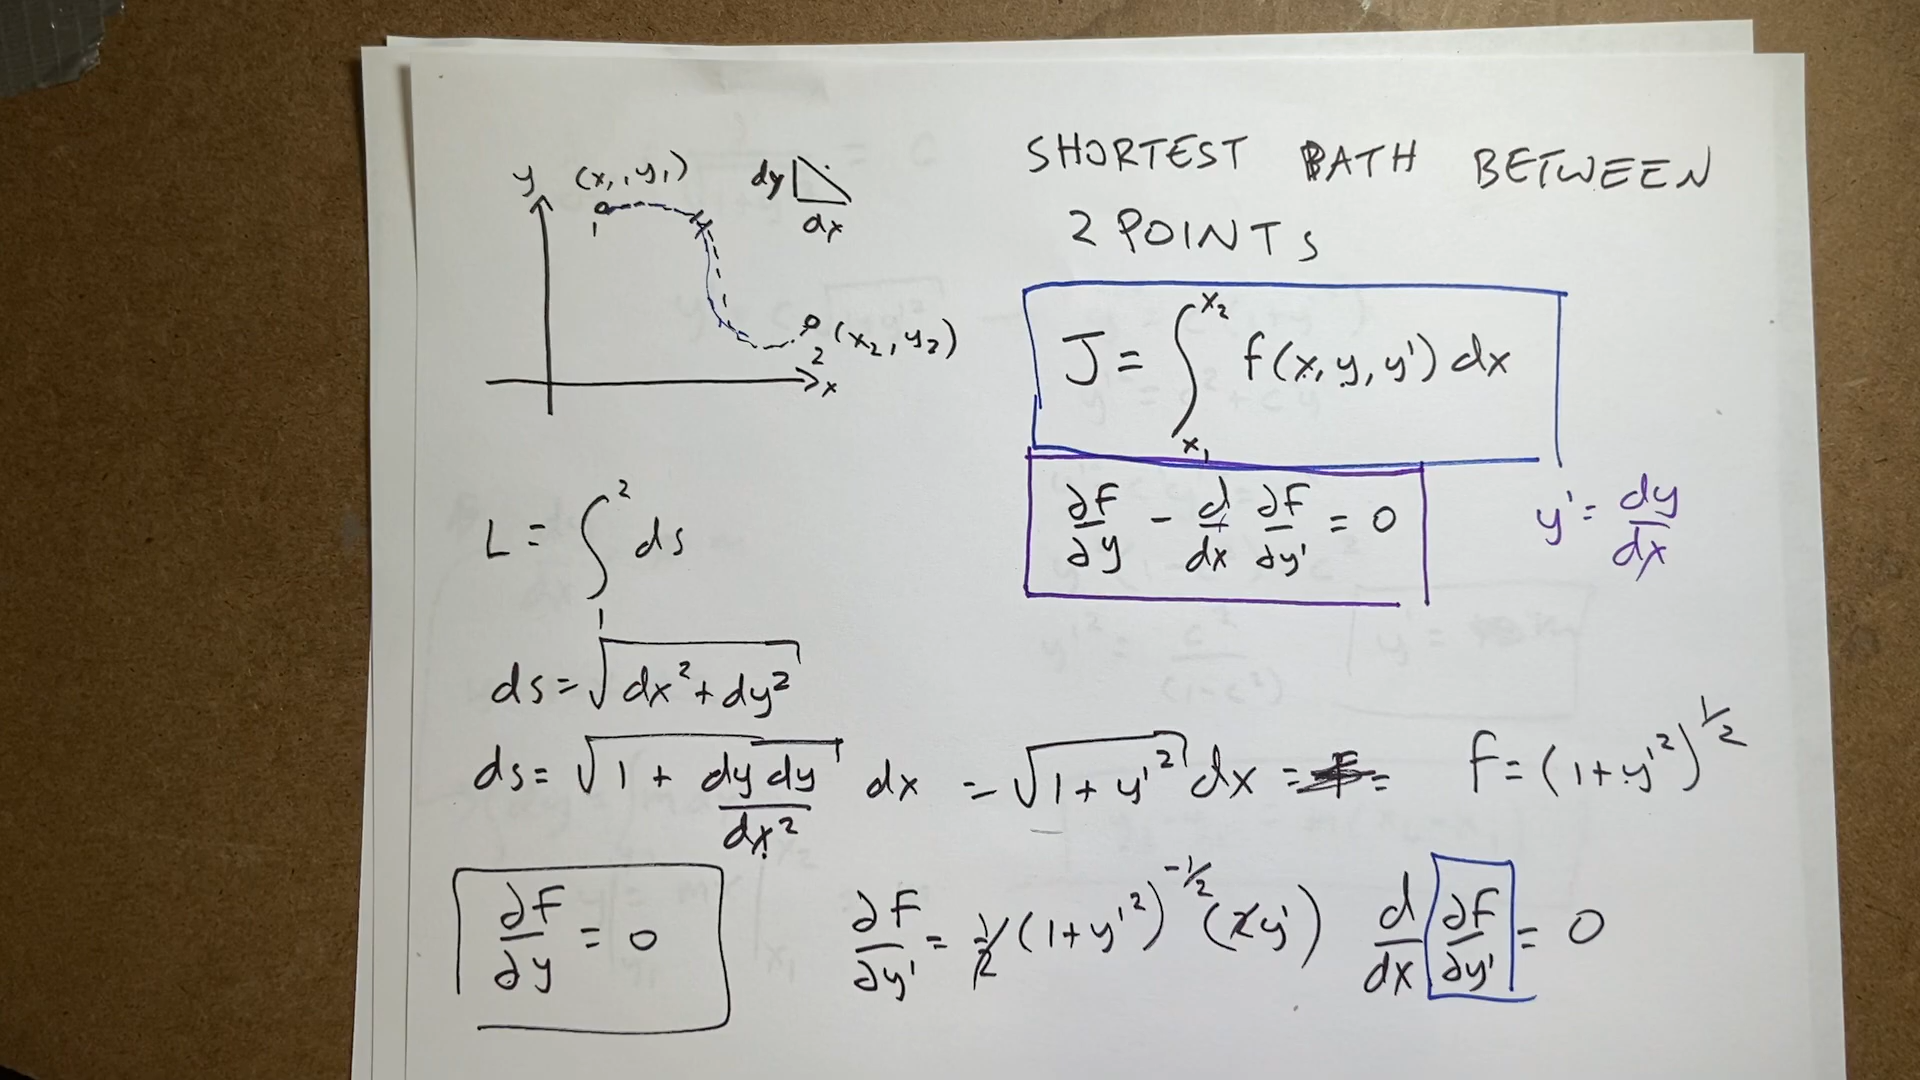 SHORTEST PATH BETWEEN
2 POINTS
y (x₁, y₁) dy
dx
1
2 (x₂, y₂)
x
J = ∫_{x₁}^{x₂} f(x, y, y') dx
∂F/∂y - d/dx ∂F/∂y' = 0
y' = dy/dx
L = ∫₁² ds
ds = √(dx² + dy²)
ds = √(1 + dy dy/dx²) dx = √(1 + y'²) dx = = F = (1 + y'²)^{1/2}
∂F/∂y = 0 ∂F/∂y' = 1/2 (1 + y'²)^{-1/2} (2y') d/dx ∂F/∂y' = 0